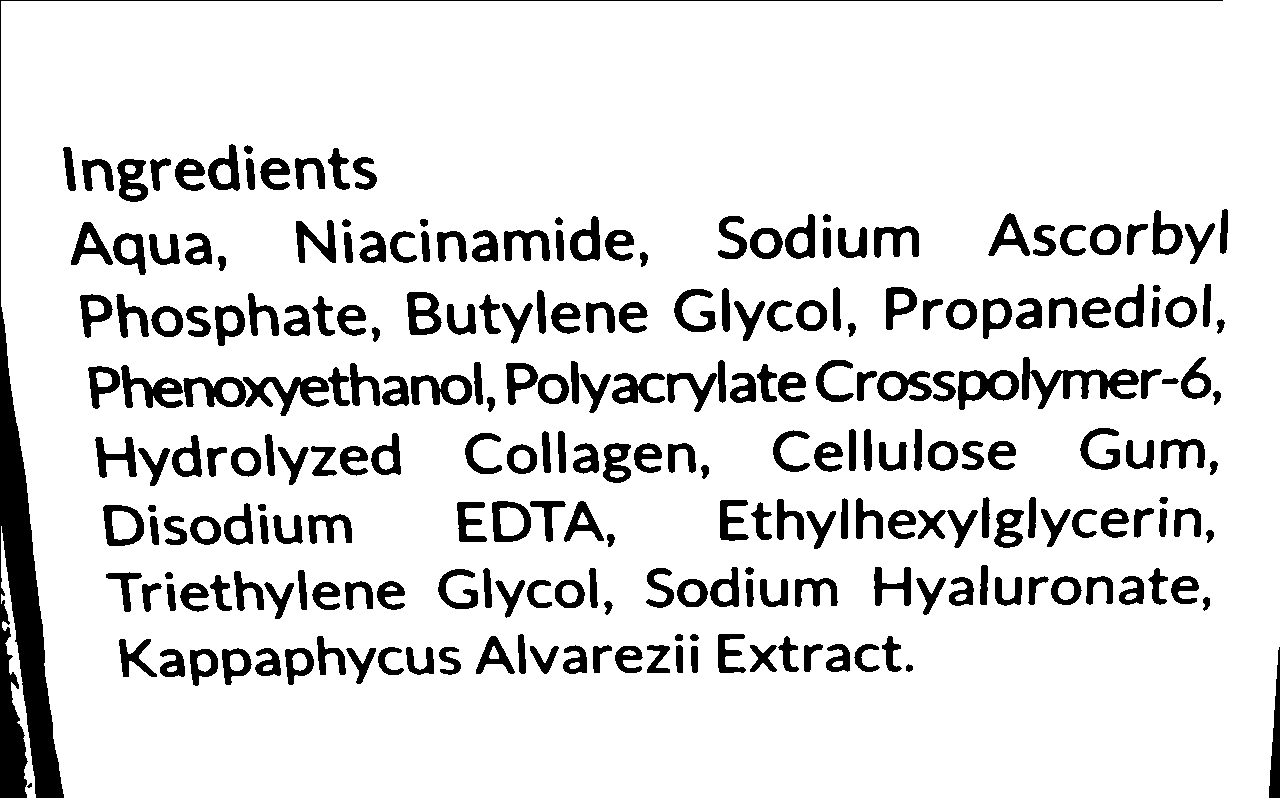 Ingredients
Aqua, Niacinamide, Sodium Ascorbyl
Phosphate, Butylene Glycol, Propanediol,
Phenoxyethanol, Polyacrylate Crosspolymer-6,
Hydrolyzed Collagen, Cellulose Gum,
Disodium EDTA, Ethylhexylglycerin,
Triethylene Glycol, Sodium Hyaluronate,
Kappaphycus Alvarezii Extract.